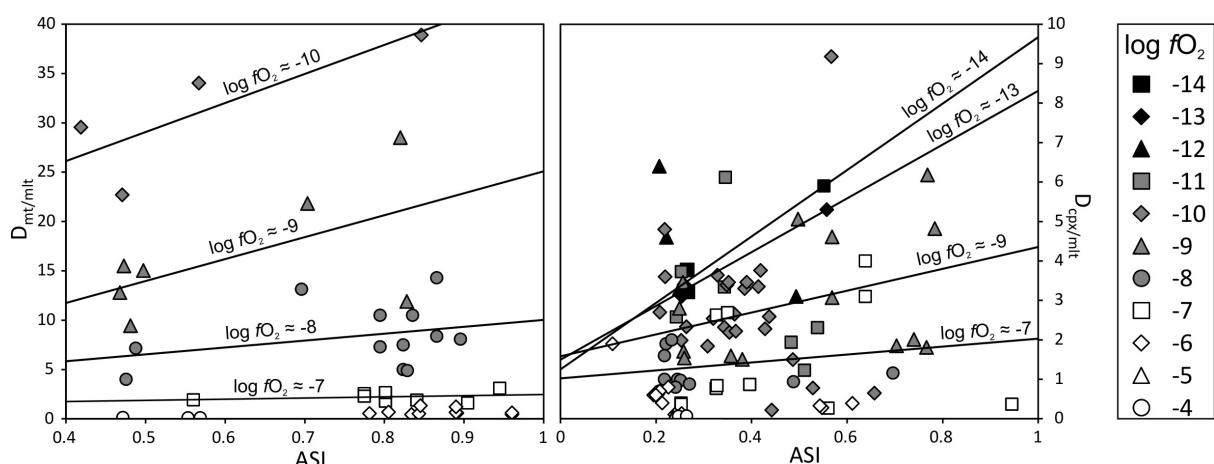 40
35
30
25
20
15
10
5
0
D mt/mlt
log fO2 ≈ -10
log fO2 ≈ -9
log fO2 ≈ -8
log fO2 ≈ -7
0.4 0.5 0.6 0.7 0.8 0.9 1
ASI
log fO2 ≈ -14
log fO2 ≈ -13
log fO2 ≈ -9
log fO2 ≈ -7
0 0.2 0.4 0.6 0.8 1
ASI
10
9
8
7
6
5
4
3
2
1
0
D cpx/mlt
log fO2
-14
-13
-12
-11
-10
-9
-8
-7
-6
-5
-4